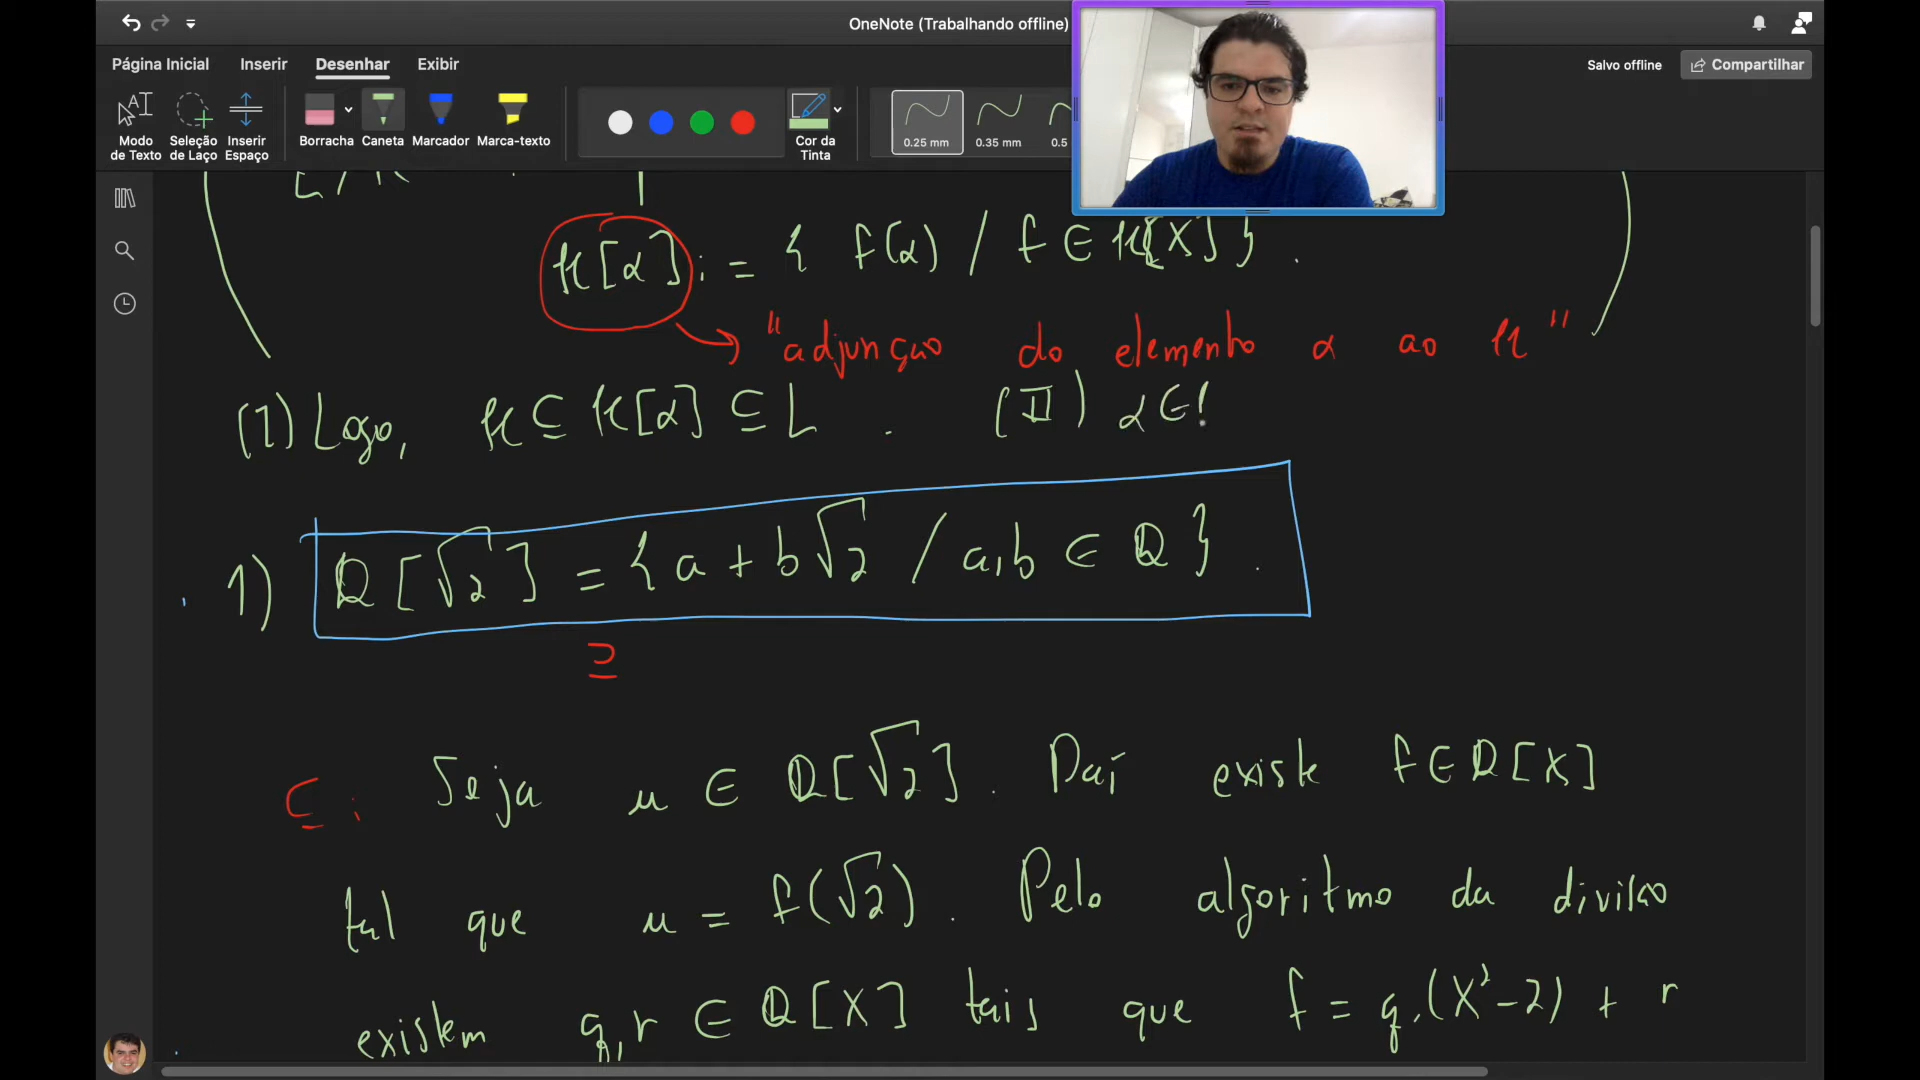 OneNote (Trabalhando offline)
Página Inicial Inserir Desenhar Exibir
Salvo offline Compartilhar
Modo de Texto Seleção de Laço Inserir Espaço Borracha Caneta Marcador Marca-texto Cor da Tinta 0.25 mm 0.35 mm 0.5
K[α] := { f(α) / f ∈ K[X] } .
"adjunção do elemento α ao K"
(I) Logo, K ⊆ K[α] ⊆ L . (II) α ∈
1) ℚ[√2] = { a + b√2 / a,b ∈ ℚ } .
⊇
⊆: Seja u ∈ ℚ[√2] . Daí existe f ∈ ℚ[X]
tal que u = f(√2) . Pelo algoritmo da divisão
existem q,r ∈ ℚ[X] tais que f = q.(X²-2) + r